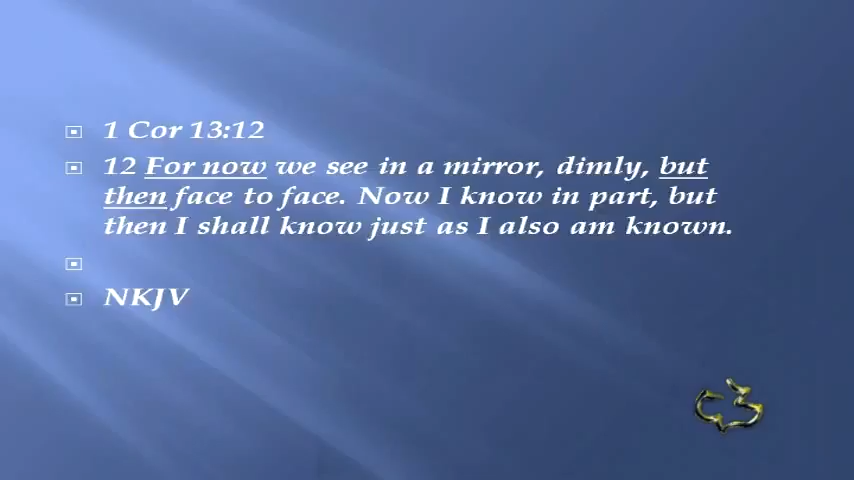 1 Cor 13:12
12 For now we see in a mirror, dimly, but
then face to face. Now I know in part, but
then I shall know just as I also am known.
NKJV